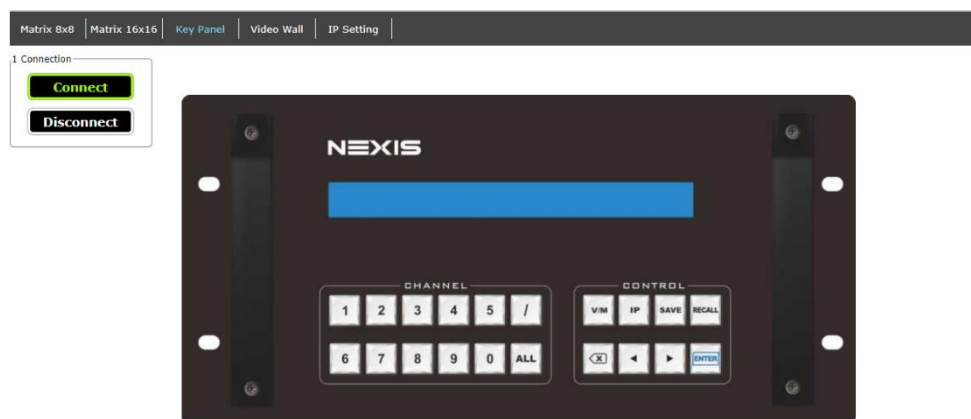 Matrix 8x8 Matrix 16x16 Key Panel Video Wall IP Setting
1 Connection
Connect
Disconnect
NEXIS
CHANNEL
1 2 3 4 5 /
6 7 8 9 0 ALL
CONTROL
V/M IP SAVE RECALL
ENTER